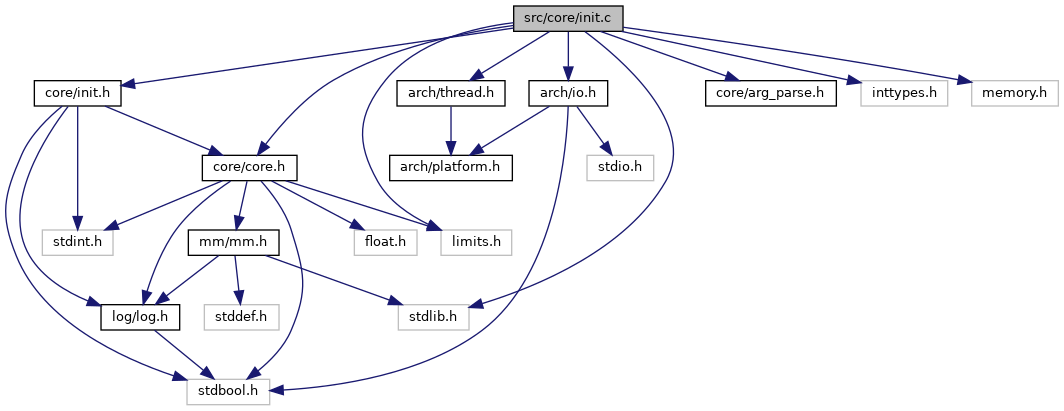 src/core/init.c
core/init.h
arch/thread.h
arch/io.h
core/arg_parse.h
inttypes.h
memory.h
core/core.h
arch/platform.h
stdio.h
stdint.h
mm/mm.h
float.h
limits.h
log/log.h
stddef.h
stdlib.h
stdbool.h